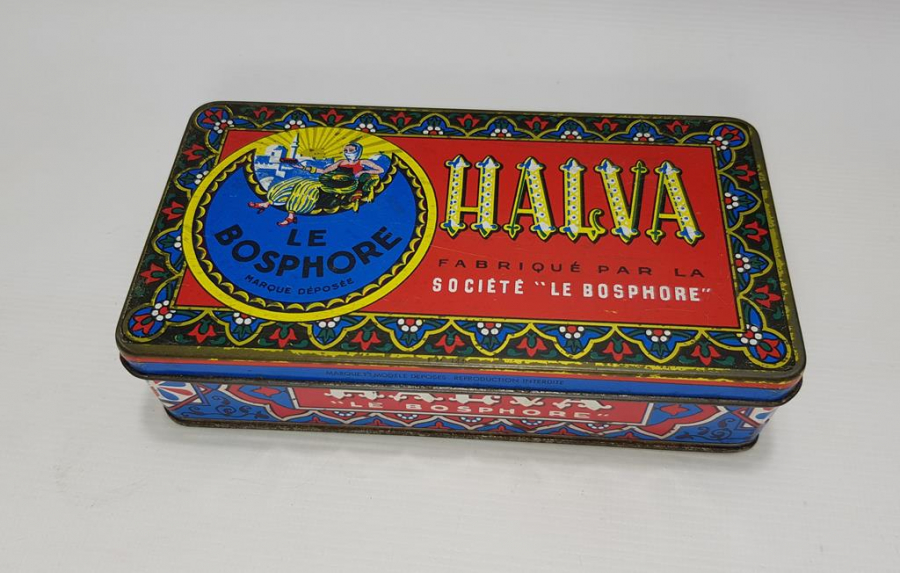 LE
BOSPHORE
MARQUE DÉPOSÉE
HALVA
FABRIQUÉ PAR LA
SOCIÉTÉ "LE BOSPHORE"
MARQUE ET MODÈLE DÉPOSÉS - REPRODUCTION INTERDITE
HALVA
"LE BOSPHORE"